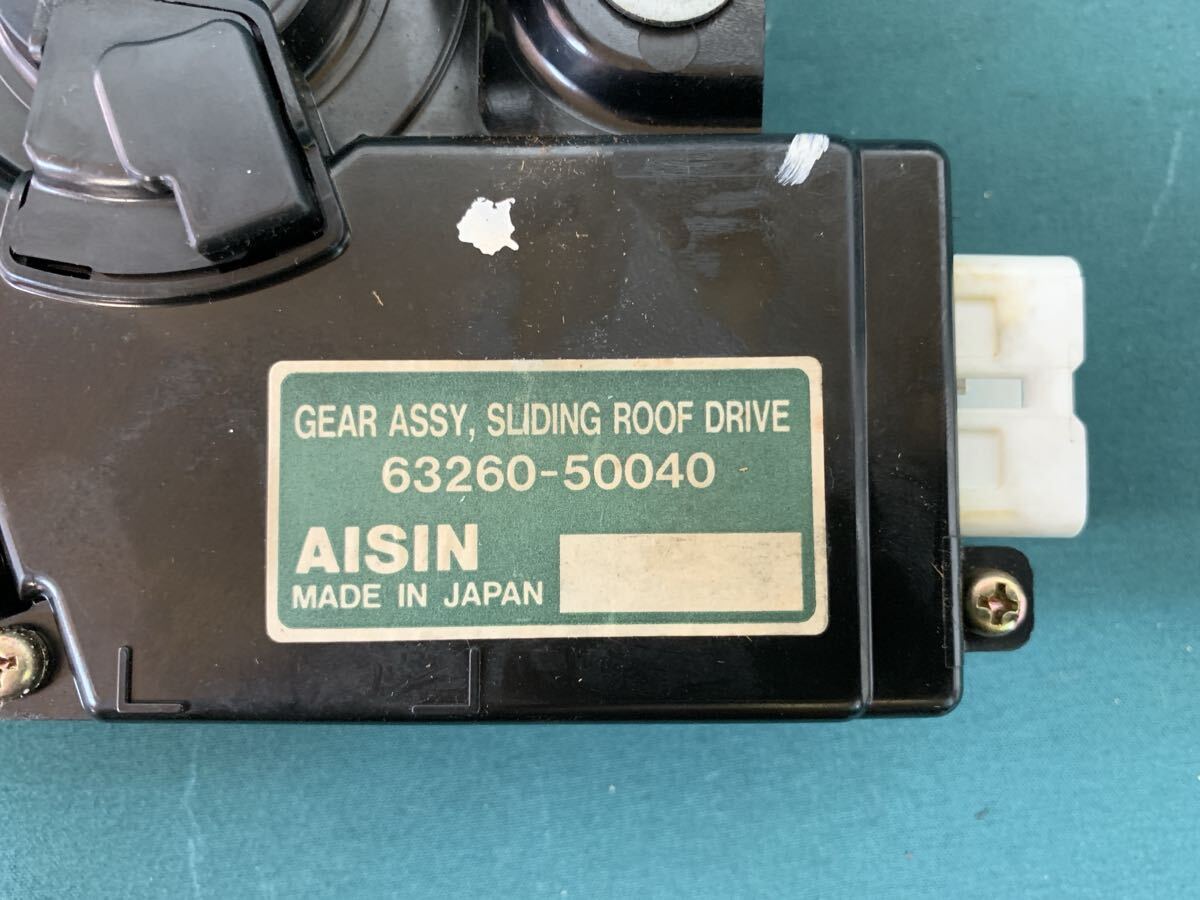 GEAR ASSY, SLIDING ROOF DRIVE
63260-50040
AISIN
MADE IN JAPAN